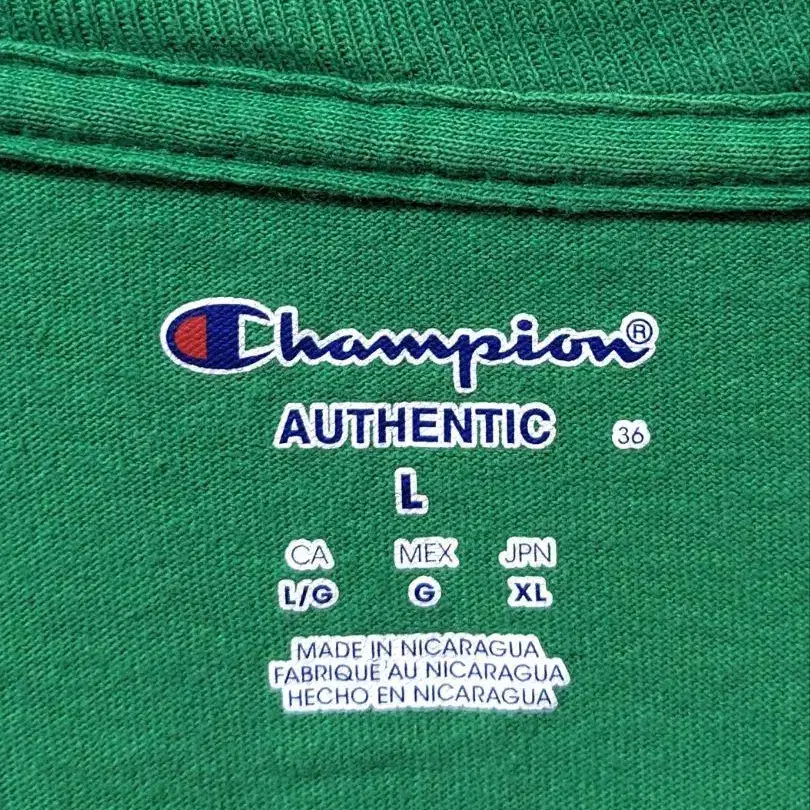 Champion®
AUTHENTIC 36
L
CA MEX JPN
L/G G XL
MADE IN NICARAGUA
FABRIQUÉ AU NICARAGUA
HECHO EN NICARAGUA